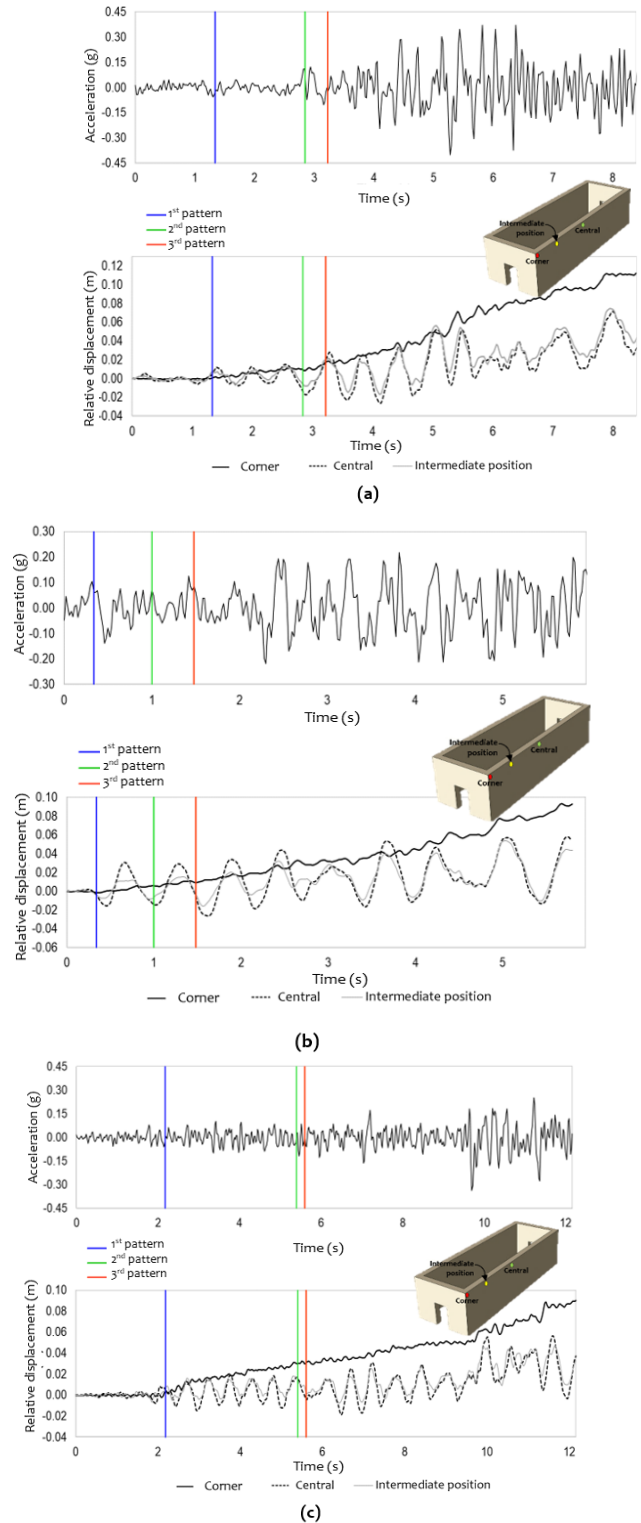 0.45
0.30
0.15
0.00
-0.15
-0.30
-0.45
Acceleration (g)
0 1 2 3 4 5 6 7 8
Time (s)
1st pattern
2nd pattern
3rd pattern
Intermediate
position
Central
Corner
0.12
0.10
0.08
0.06
0.04
0.02
0.00
-0.02
-0.04
Relative displacement (m)
0 1 2 3 4 5 6 7 8
Time (s)
Corner Central Intermediate position
(a)
0.30
0.20
0.10
0.00
-0.10
-0.20
-0.30
Acceleration (g)
0 1 2 3 4 5
Time (s)
1st pattern
2nd pattern
3rd pattern
Intermediate
position
Central
Corner
0.10
0.08
0.06
0.04
0.02
0.00
-0.02
-0.04
-0.06
Relative displacement (m)
0 1 2 3 4 5
Time (s)
Corner Central Intermediate position
(b)
0.45
0.30
0.15
0.00
-0.15
-0.30
-0.45
Acceleration (g)
0 2 4 6 8 10 12
Time (s)
1st pattern
2nd pattern
3rd pattern
Intermediate
position
Central
Corner
0.10
0.08
0.06
0.04
0.02
0.00
-0.02
-0.04
Relative displacement (m)
0 2 4 6 8 10 12
Time (s)
Corner Central Intermediate position
(c)